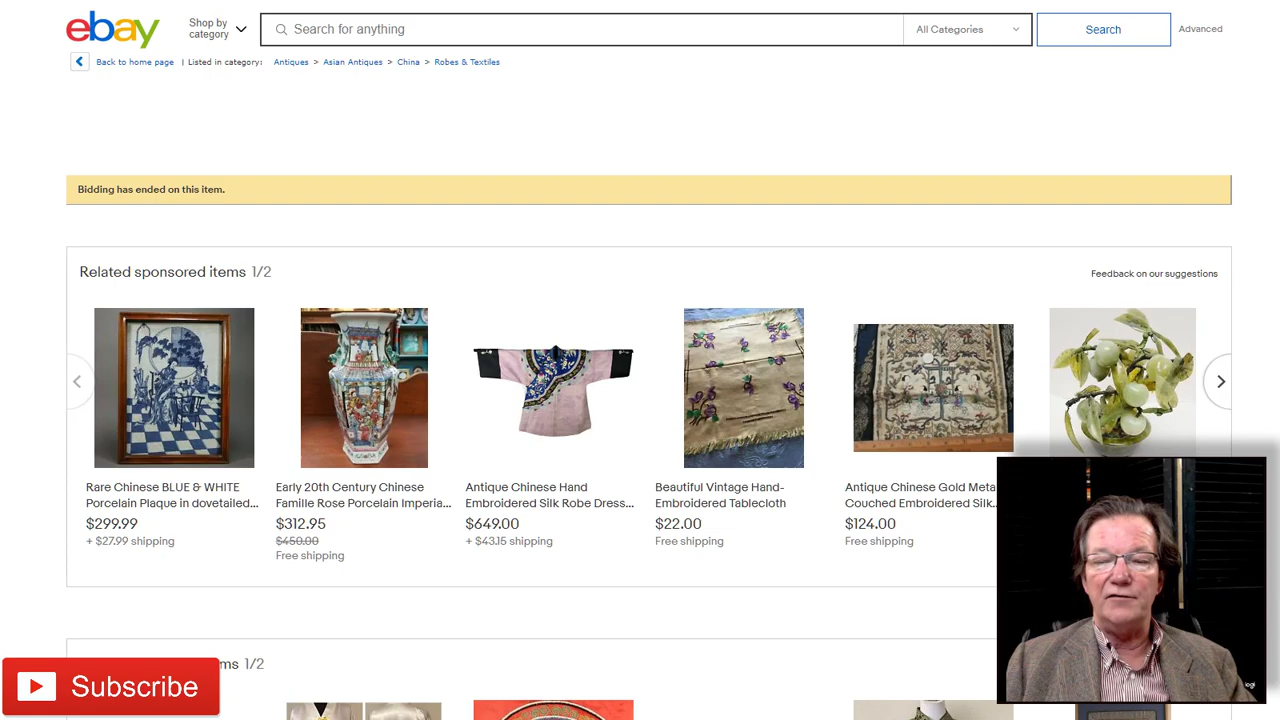 ebay
Shop by
category
Search for anything
All Categories
Search
Advanced
Back to home page | Listed in category:
Antiques > Asian Antiques > China > Robes & Textiles
Bidding has ended on this item.
Related sponsored items 1/2
Feedback on our suggestions
Rare Chinese BLUE & WHITE
Porcelain Plaque in dovetailed...
$299.99
+ $27.99 shipping
Early 20th Century Chinese
Famille Rose Porcelain Imperia...
$312.95
$450.00
Free shipping
Antique Chinese Hand
Embroidered Silk Robe Dress...
$649.00
+ $43.15 shipping
Beautiful Vintage Hand-
Embroidered Tablecloth
$22.00
Free shipping
Antique Chinese Gold Meta
Couched Embroidered Silk..
$124.00
Free shipping
ms 1/2
Subscribe
logi